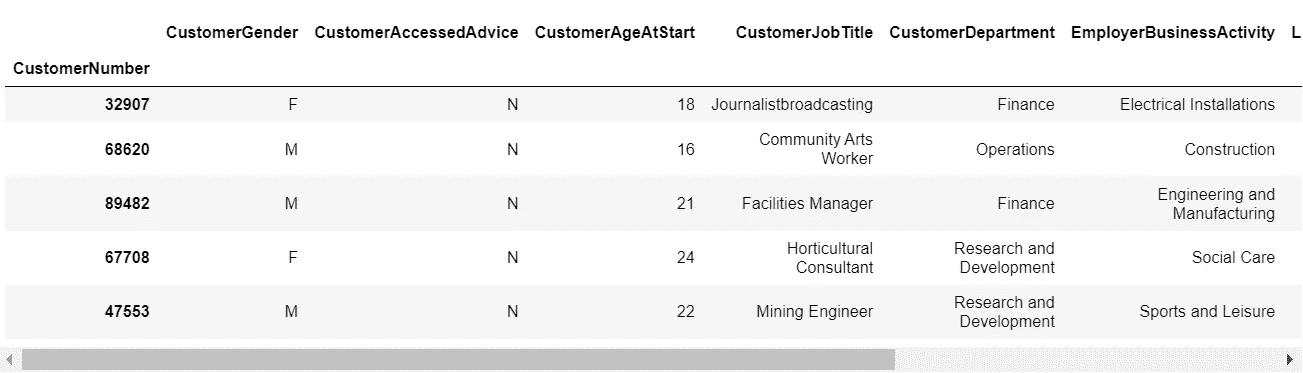 CustomerGender CustomerAccessedAdvice CustomerAgeAtStart CustomerJobTitle CustomerDepartment EmployerBusinessActivity L
CustomerNumber
32907 F N 18 Journalistbroadcasting Finance Electrical Installations
68620 M N 16 Community Arts Worker Operations Construction
89482 M N 21 Facilities Manager Finance Engineering and Manufacturing
67708 F N 24 Horticultural Consultant Research and Development Social Care
47553 M N 22 Mining Engineer Research and Development Sports and Leisure